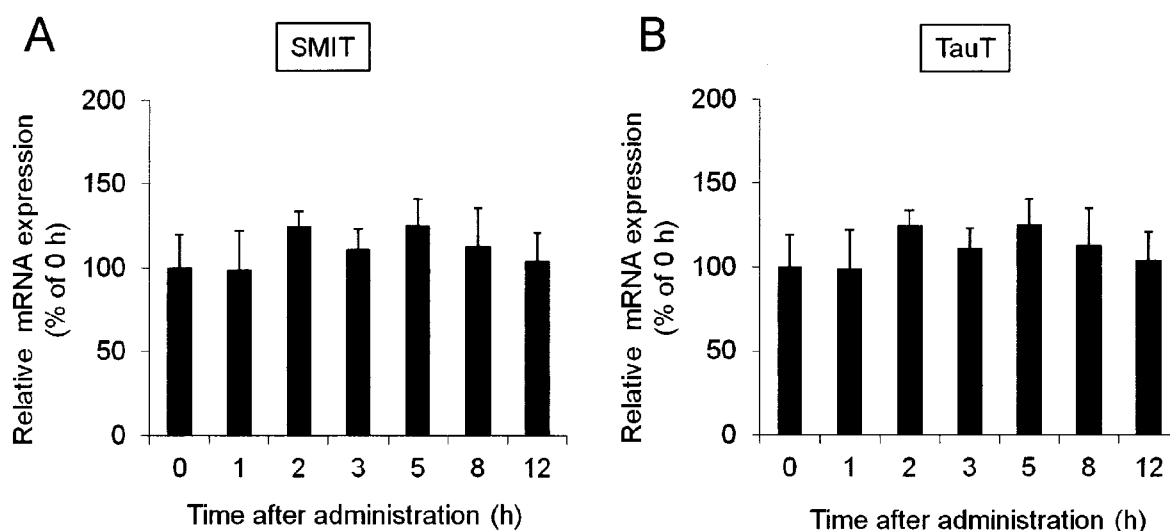 A
SMIT
Relative mRNA expression
(% of 0 h)
200
150
100
50
0
0 1 2 3 5 8 12
Time after administration (h)
B
TauT
Relative mRNA expression
(% of 0 h)
200
150
100
50
0
0 1 2 3 5 8 12
Time after administration (h)